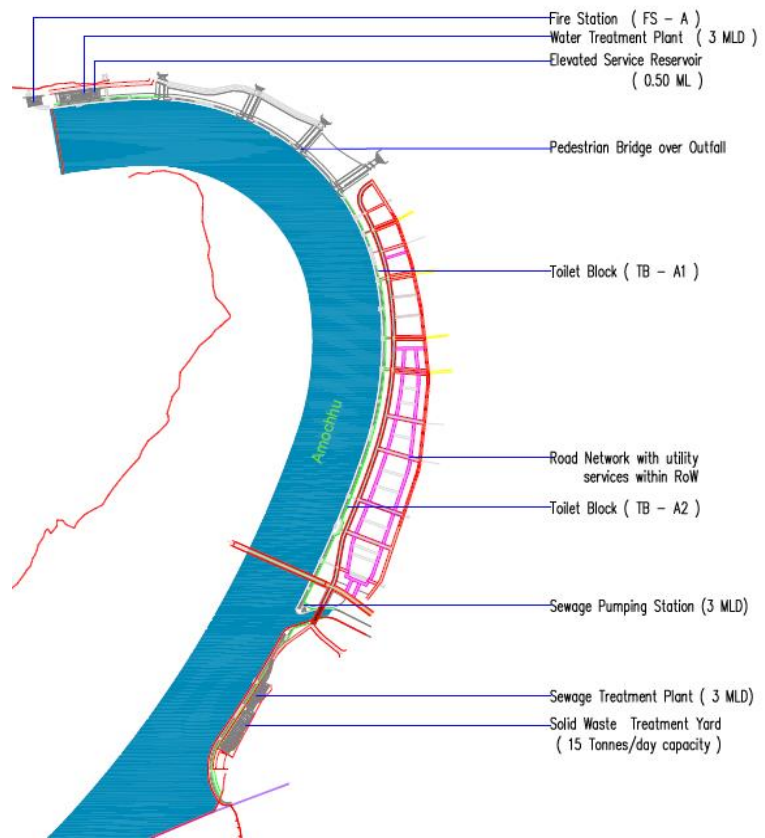 Fire Station ( FS - A )
Water Treatment Plant ( 3 MLD )
Elevated Service Reservoir
( 0.50 ML )
Pedestrian Bridge over Outfall
Toilet Block ( TB - A1 )
Amochhu
Road Network with utility
services within RoW
Toilet Block ( TB - A2 )
Sewage Pumping Station (3 MLD)
Sewage Treatment Plant ( 3 MLD)
Solid Waste Treatment Yard
( 15 Tonnes/day capacity )